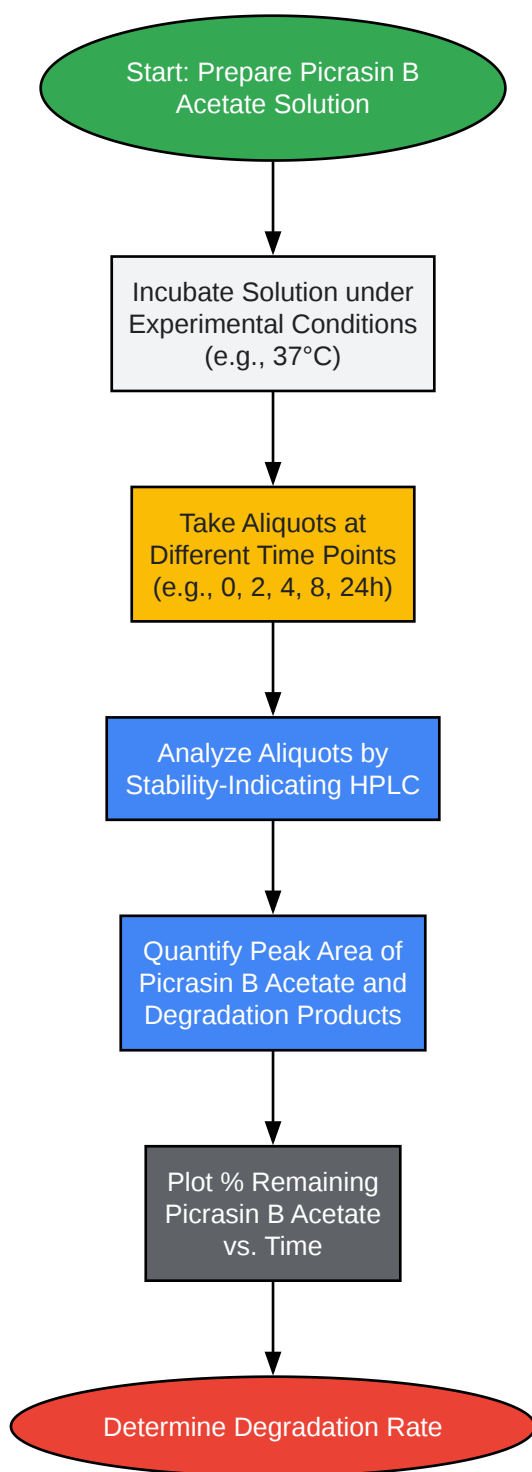 Start: Prepare Picrasin B
Acetate Solution
Incubate Solution under
Experimental Conditions
(e.g., 37°C)
Take Aliquots at
Different Time Points
(e.g., 0, 2, 4, 8, 24h)
Analyze Aliquots by
Stability-Indicating HPLC
Quantify Peak Area of
Picrasin B Acetate and
Degradation Products
Plot % Remaining
Picrasin B Acetate
vs. Time
Determine Degradation Rate